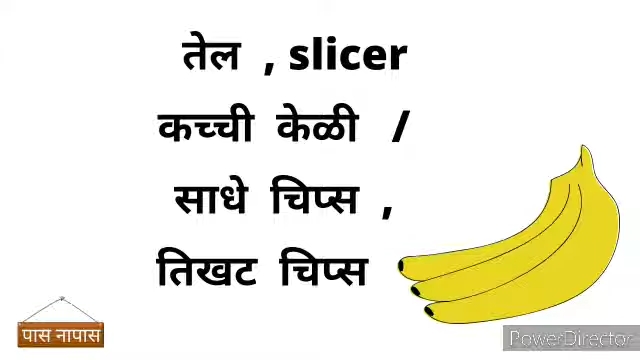 तेल , slicer
कच्ची केळी /
साधे चिप्स ,
तिखट चिप्स
पास नापास
PowerDirector